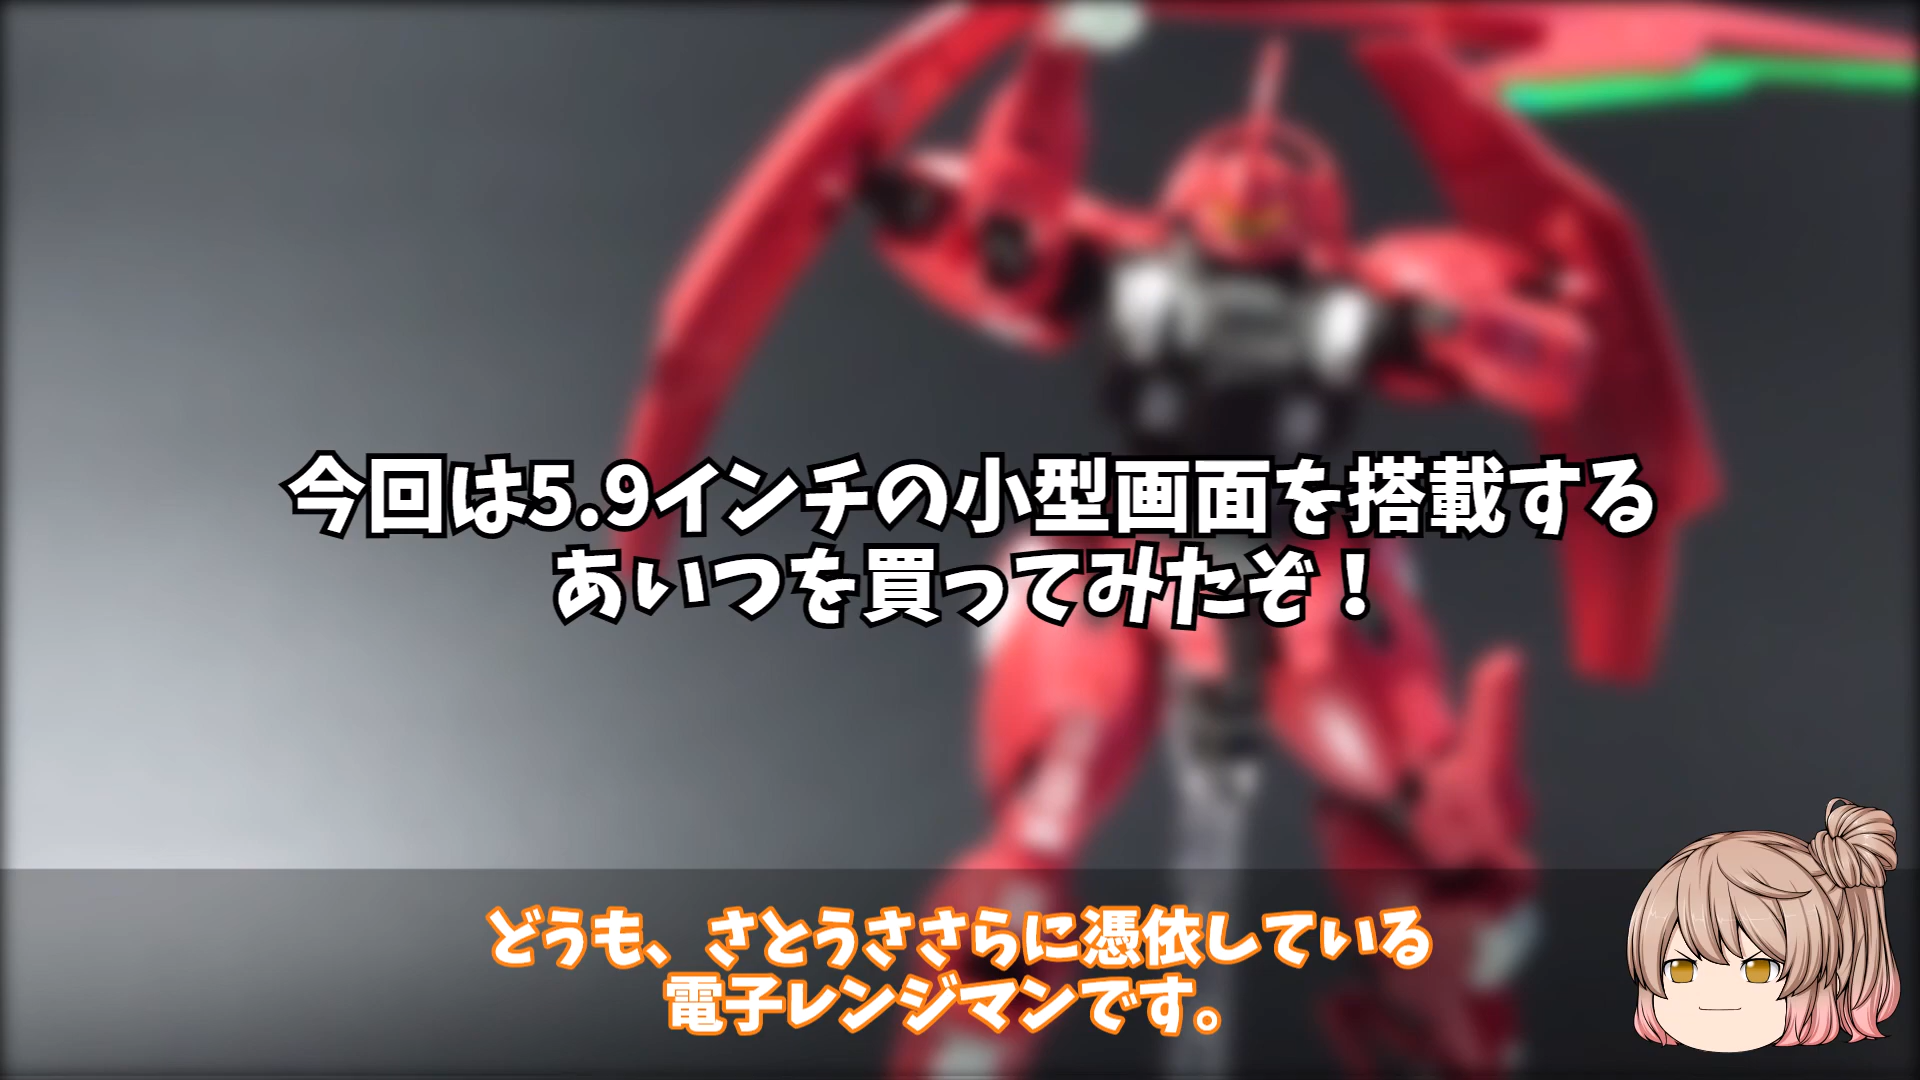 今回は5.9インチの小型画面を搭載する
あいつを買ってみたぞ！
どうも、さとうささらに憑依している
電子レンジマンです。